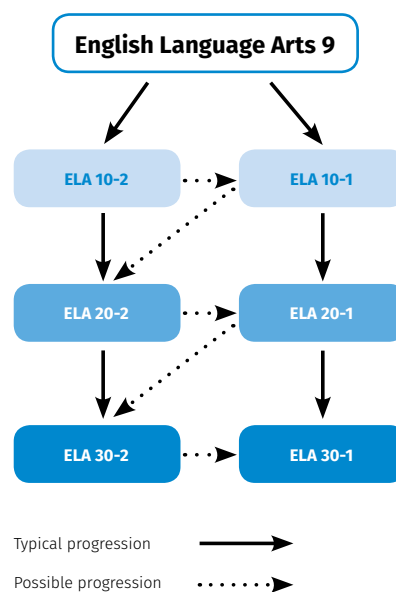 English Language Arts 9
ELA 10-2
ELA 10-1
ELA 20-2
ELA 20-1
ELA 30-2
ELA 30-1
Typical progression
Possible progression